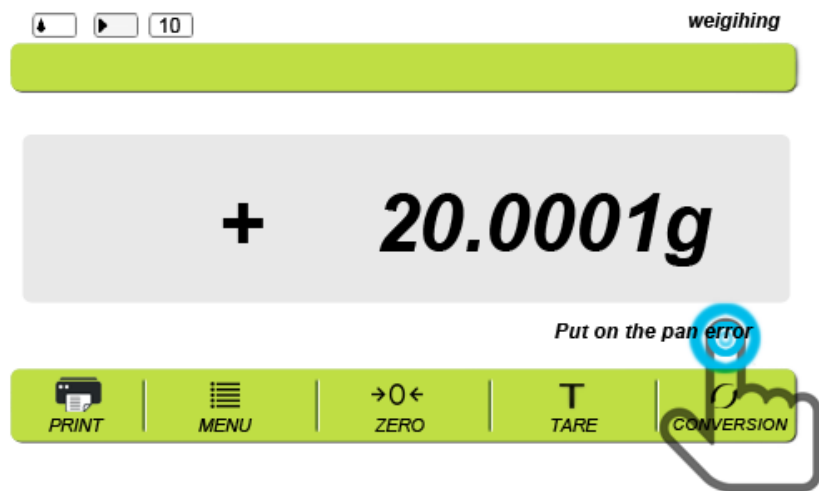 10
weigihing
+ 20.0001g
Put on the pan error
PRINT MENU →0← ZERO T TARE CONVERSION